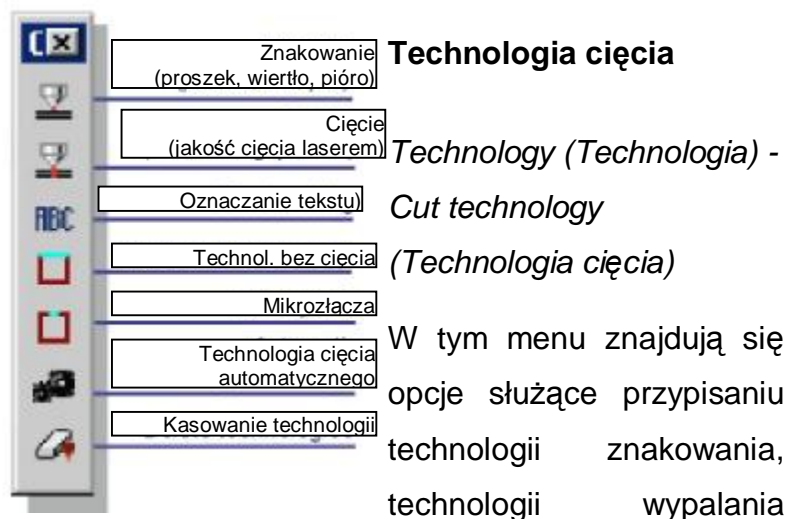 Znakowanie
(proszek, wiertło, pióro)
Cięcie
(jakość cięcia laserem)
ABC
Oznaczanie tekstu)
Technol. bez cięcia
Mikrozłącza
Technologia cięcia
automatycznego
Kasowanie technologii
Technologia cięcia
Technology (Technologia) -
Cut technology
(Technologia cięcia)
W tym menu znajdują się
opcje służące przypisaniu
technologii znakowania,
technologii wypalania